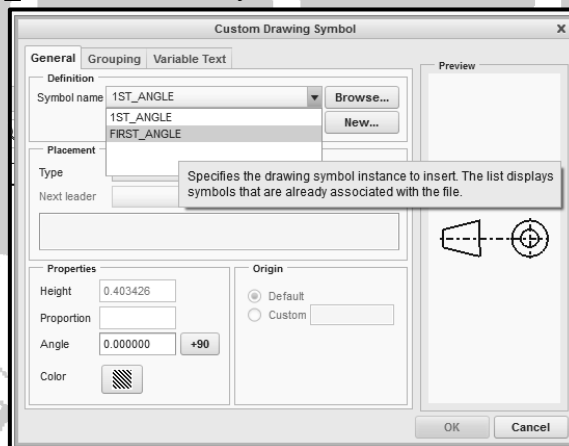 Custom Drawing Symbol x
General Grouping Variable Text
Definition
Symbol name 1ST_ANGLE Browse...
1ST_ANGLE
FIRST_ANGLE
New...
Placement
Type
Specifies the drawing symbol instance to insert. The list displays
symbols that are already associated with the file.
Next leader
Properties
Height 0.403426
Proportion
Angle 0.000000 +90
Color
Origin
Default
Custom
Preview
OK Cancel